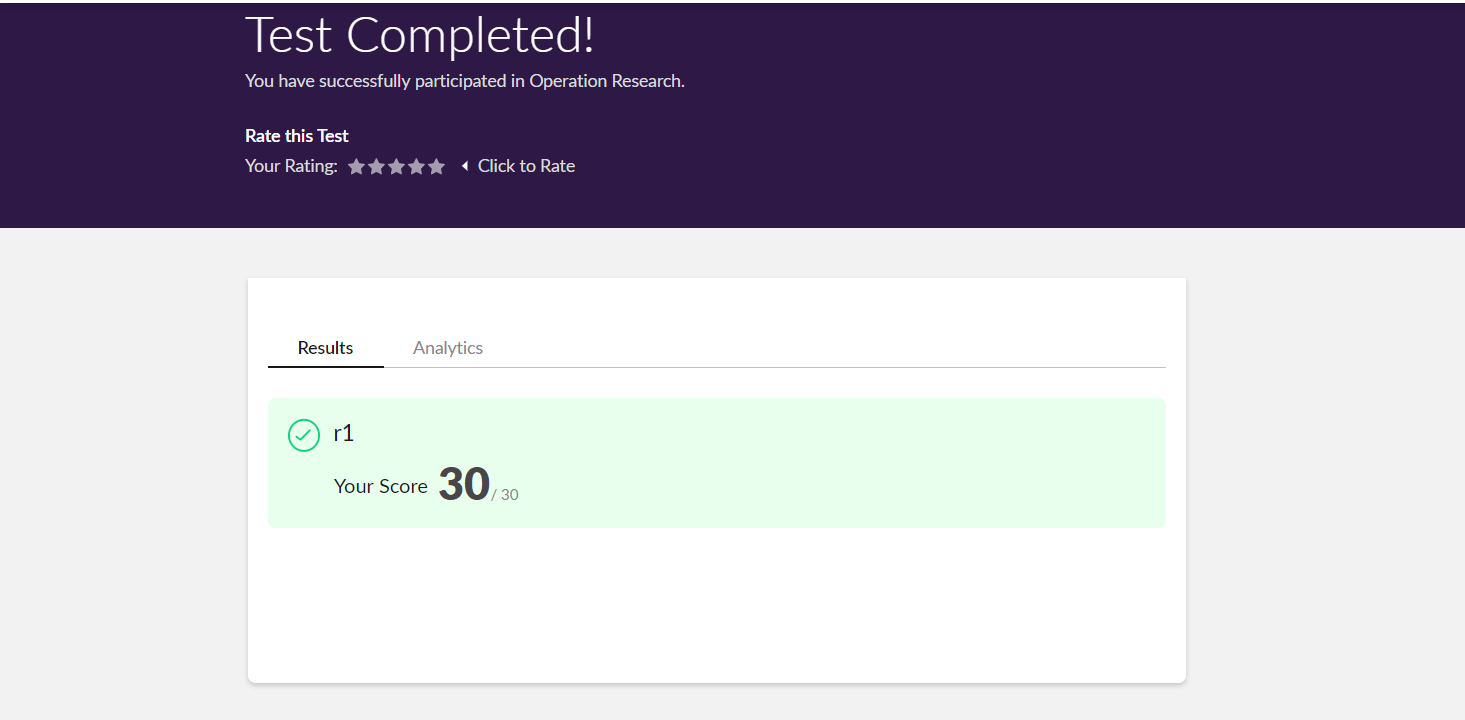 Test Completed!
You have successfully participated in Operation Research.
Rate this Test
Your Rating: Click to Rate
Results Analytics
r1
Your Score 30 / 30